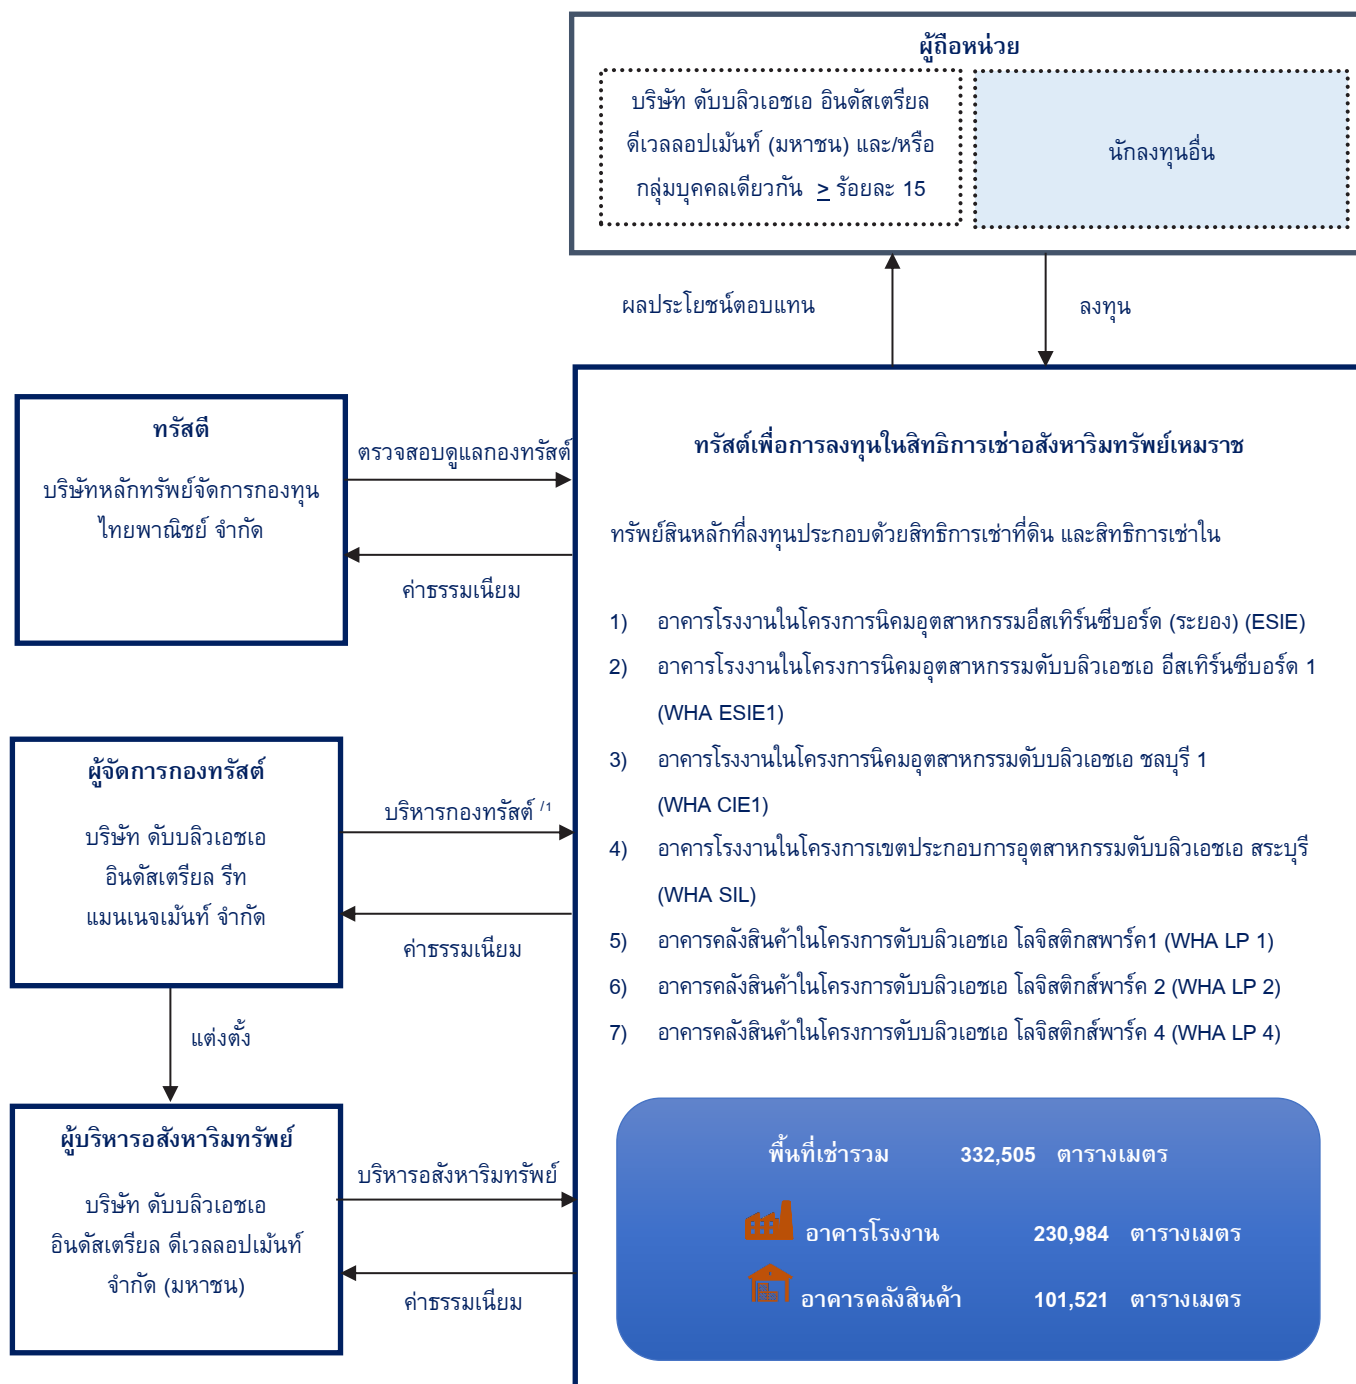 ผู้ถือหน่วย
บริษัท ดับบลิวเอชเอ อินดัสเตรียล
ดีเวลลอปเม้นท์ (มหาชน) และ/หรือ
กลุ่มบุคคลเดียวกัน ≥ ร้อยละ 15
นักลงทุนอื่น
ผลประโยชน์ตอบแทน
ลงทุน
ทรัสตี
บริษัทหลักทรัพย์จัดการกองทุน
ไทยพาณิชย์ จำกัด
ตรวจสอบดูแลกองทรัสต์
ค่าธรรมเนียม
ผู้จัดการกองทรัสต์
บริษัท ดับบลิวเอชเอ
อินดัสเตรียล รีท
แมนเนจเม้นท์ จำกัด
บริหารกองทรัสต์ /1
ค่าธรรมเนียม
แต่งตั้ง
ผู้บริหารอสังหาริมทรัพย์
บริษัท ดับบลิวเอชเอ
อินดัสเตรียล ดีเวลลอปเม้นท์
จำกัด (มหาชน)
บริหารอสังหาริมทรัพย์
ค่าธรรมเนียม
ทรัสต์เพื่อการลงทุนในสิทธิการเช่าอสังหาริมทรัพย์เหมราช
ทรัพย์สินหลักที่ลงทุนประกอบด้วยสิทธิการเช่าที่ดิน และสิทธิการเช่าใน
1) อาคารโรงงานในโครงการนิคมอุตสาหกรรมอีสเทิร์นซีบอร์ด (ระยอง) (ESIE)
2) อาคารโรงงานในโครงการนิคมอุตสาหกรรมดับบลิวเอชเอ อีสเทิร์นซีบอร์ด 1
(WHA ESIE1)
3) อาคารโรงงานในโครงการนิคมอุตสาหกรรมดับบลิวเอชเอ ชลบุรี 1
(WHA CIE1)
4) อาคารโรงงานในโครงการเขตประกอบการอุตสาหกรรมดับบลิวเอชเอ สระบุรี
(WHA SIL)
5) อาคารคลังสินค้าในโครงการดับบลิวเอชเอ โลจิสติกสพาร์ค1 (WHA LP 1)
6) อาคารคลังสินค้าในโครงการดับบลิวเอชเอ โลจิสติกส์พาร์ค 2 (WHA LP 2)
7) อาคารคลังสินค้าในโครงการดับบลิวเอชเอ โลจิสติกส์พาร์ค 4 (WHA LP 4)
พื้นที่เช่ารวม 332,505 ตารางเมตร
อาคารโรงงาน 230,984 ตารางเมตร
อาคารคลังสินค้า 101,521 ตารางเมตร